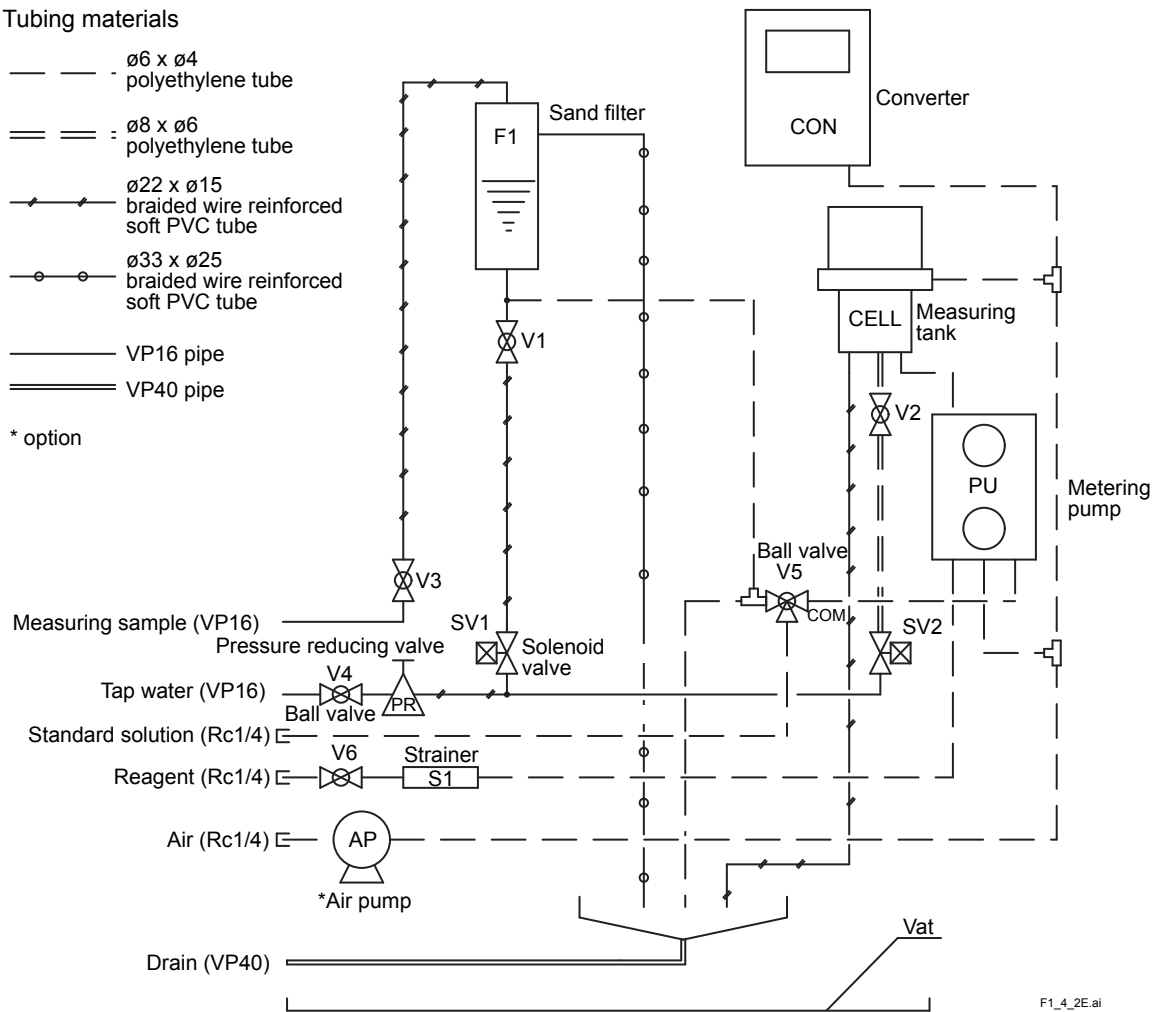 Tubing materials
ø6 x ø4
polyethylene tube
ø8 x ø6
polyethylene tube
ø22 x ø15
braided wire reinforced
soft PVC tube
ø33 x ø25
braided wire reinforced
soft PVC tube
VP16 pipe
VP40 pipe
* option
F1
Sand filter
CON
Converter
CELL
Measuring
tank
V1
V2
PU
Metering
pump
V3
Ball valve
V5
COM
Measuring sample (VP16)
SV1
Solenoid
valve
SV2
Pressure reducing valve
V4
PR
Tap water (VP16)
Ball valve
Standard solution (Rc1/4)
V6
Strainer
S1
Reagent (Rc1/4)
Air (Rc1/4)
AP
*Air pump
Drain (VP40)
Vat
F1_4_2E.ai